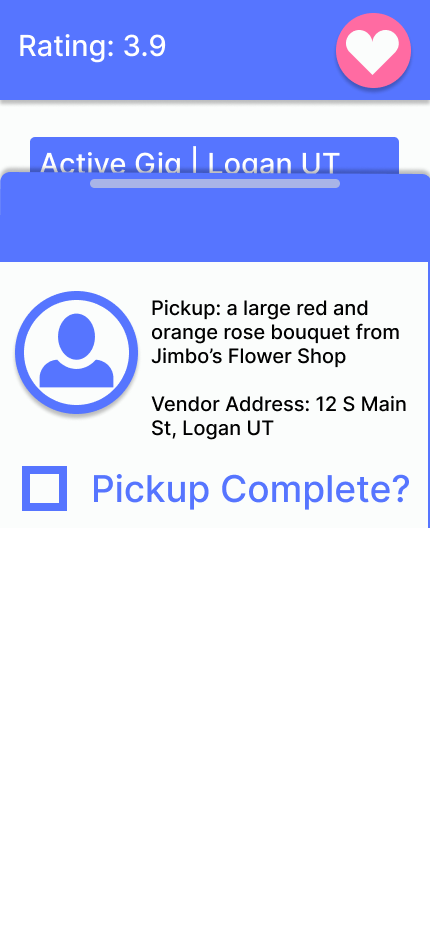 Rating: 3.9
Active Gig | Logan UT
Pickup: a large red and
orange rose bouquet from
Jimbo’s Flower Shop
Vendor Address: 12 S Main
St, Logan UT
Pickup Complete?